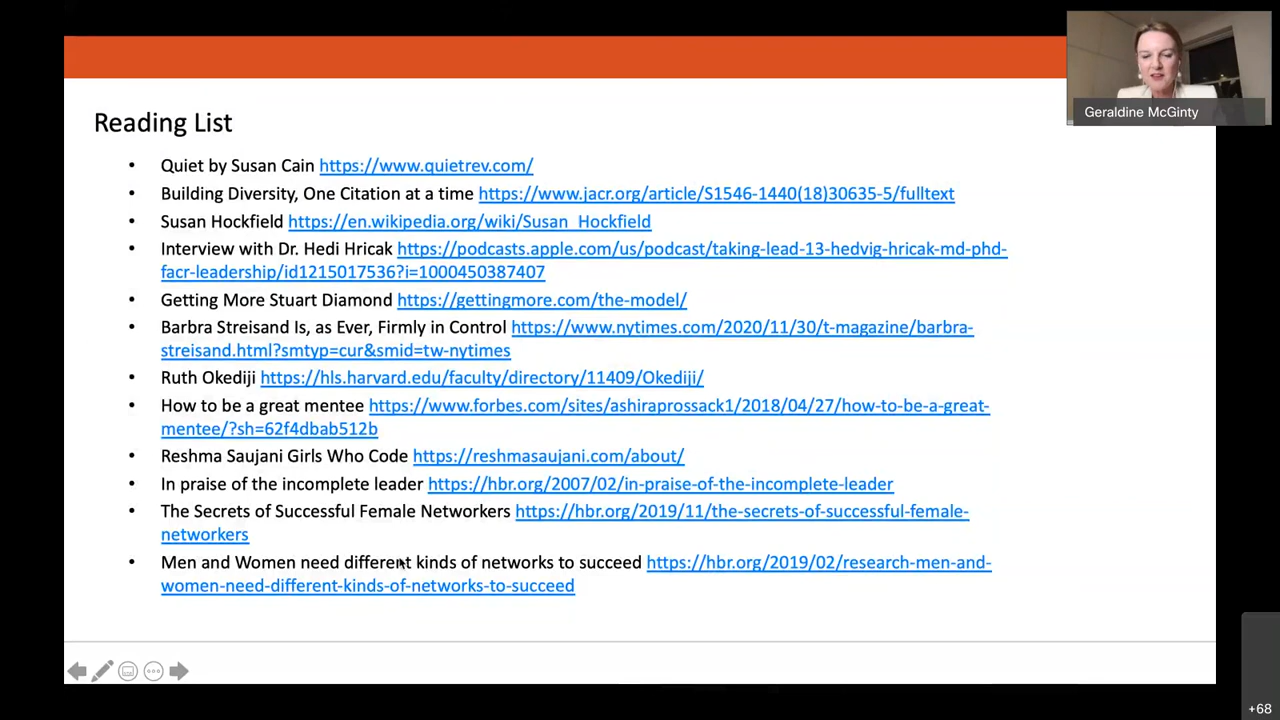 Geraldine McGinty
Reading List
• Quiet by Susan Cain https://www.quietrev.com/
• Building Diversity, One Citation at a time https://www.jacr.org/article/S1546-1440(18)30635-5/fulltext
• Susan Hockfield https://en.wikipedia.org/wiki/Susan_Hockfield
• Interview with Dr. Hedi Hricak https://podcasts.apple.com/us/podcast/taking-lead-13-hedvig-hricak-md-phd-
facr-leadership/id1215017536?i=1000450387407
• Getting More Stuart Diamond https://gettingmore.com/the-model/
• Barbra Streisand Is, as Ever, Firmly in Control https://www.nytimes.com/2020/11/30/t-magazine/barbra-
streisand.html?smtyp=cur&smid=tw-nytimes
• Ruth Okediji https://hls.harvard.edu/faculty/directory/11409/Okediji/
• How to be a great mentee https://www.forbes.com/sites/ashiraprossack1/2018/04/27/how-to-be-a-great-
mentee/?sh=62f4dbab512b
• Reshma Saujani Girls Who Code https://reshmasaujani.com/about/
• In praise of the incomplete leader https://hbr.org/2007/02/in-praise-of-the-incomplete-leader
• The Secrets of Successful Female Networkers https://hbr.org/2019/11/the-secrets-of-successful-female-
networkers
• Men and Women need different kinds of networks to succeed https://hbr.org/2019/02/research-men-and-
women-need-different-kinds-of-networks-to-succeed
+68